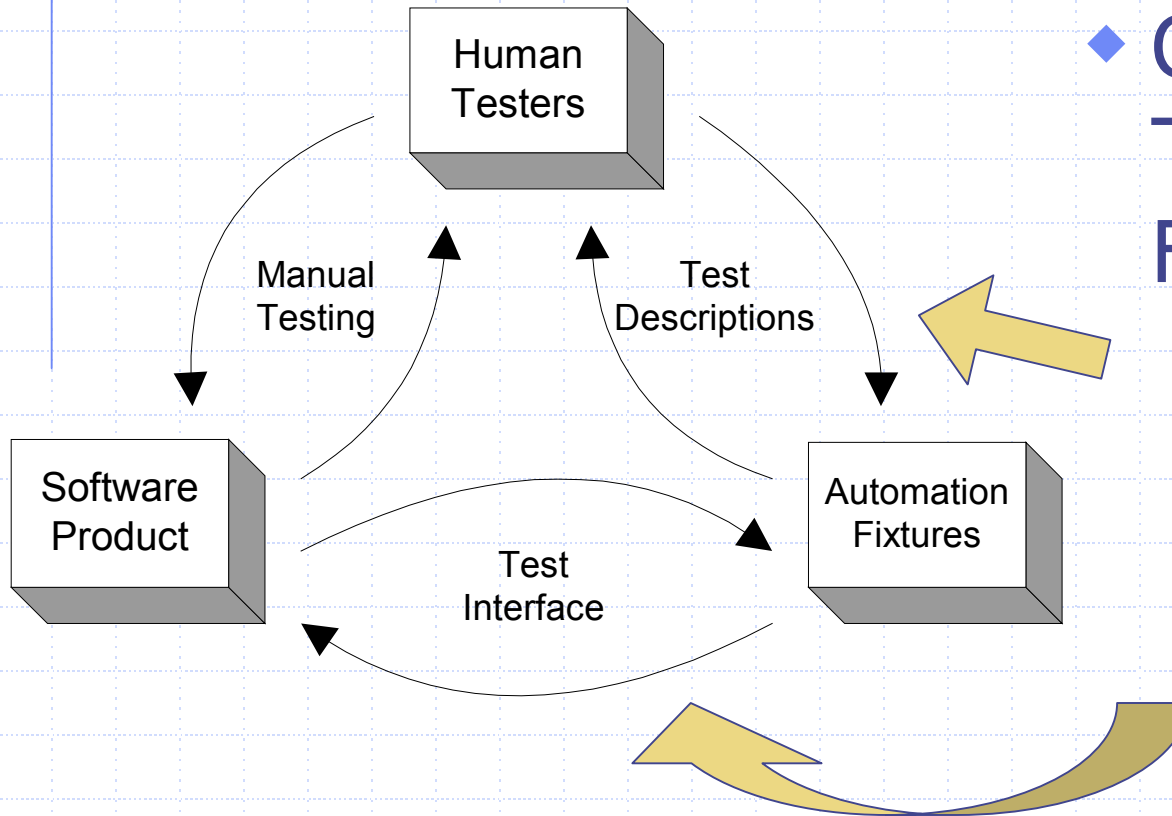 Human
Testers
Manual
Testing
Test
Descriptions
Software
Product
Automation
Fixtures
Test
Interface